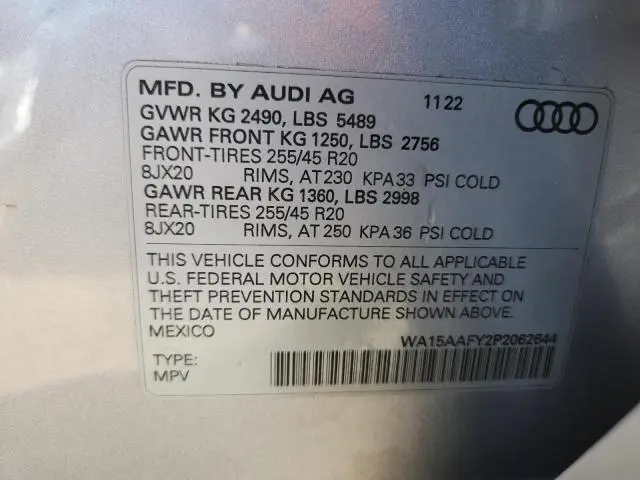 MFD. BY AUDI AG 11 22
GVWR KG 2490, LBS 5489
GAWR FRONT KG 1250, LBS 2756
FRONT-TIRES 255/45 R20
8JX20 RIMS, AT 230 KPA 33 PSI COLD
GAWR REAR KG 1360, LBS 2998
REAR-TIRES 255/45 R20
8JX20 RIMS, AT 250 KPA 36 PSI COLD
THIS VEHICLE CONFORMS TO ALL APPLICABLE
U.S. FEDERAL MOTOR VEHICLE SAFETY AND
THEFT PREVENTION STANDARDS IN EFFECT ON
THE DATE OF MANUFACTURE SHOWN ABOVE.
MEXICO
WA15AAFY2P2062644
TYPE:
MPV